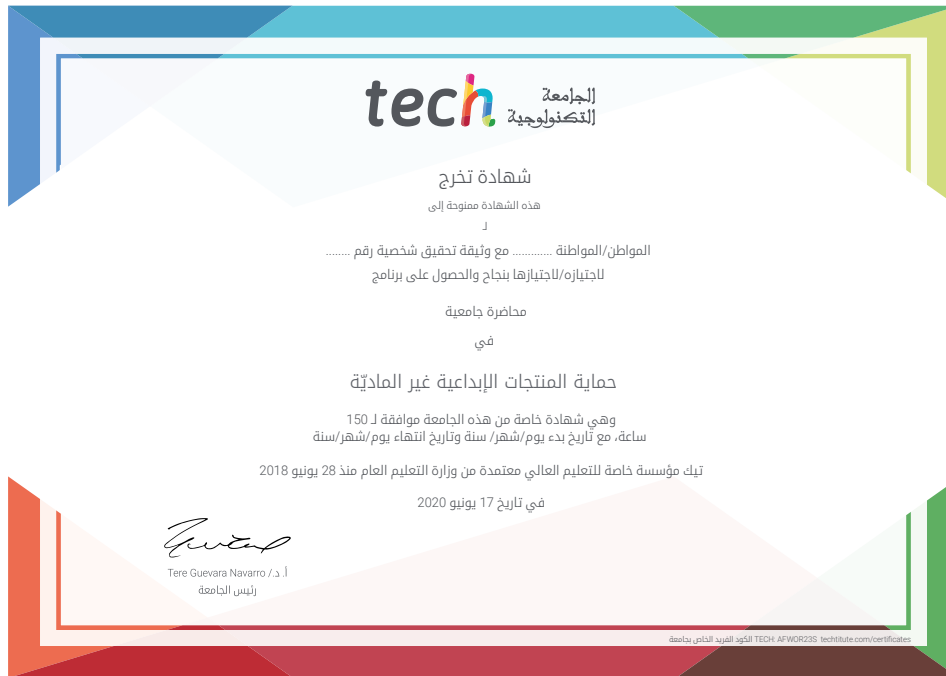 tech الجامعة
التكنولوجية
شهادة تخرج
هذه الشهادة ممنوحة إلى
لـ
المواطن/المواطنة ............ مع وثيقة تحقيق شخصية رقم ........
لاجتيازه/لاجتيازها بنجاح والحصول على برنامج
محاضرة جامعية
في
حماية المنتجات الإبداعية غير الماديّة
وهي شهادة خاصة من هذه الجامعة موافقة لـ 150
ساعة، مع تاريخ بدء يوم/شهر/ سنة وتاريخ انتهاء يوم/شهر/سنة
تيك مؤسسة خاصة للتعليم العالي معتمدة من وزارة التعليم العام منذ 28 يونيو 2018
في تاريخ 17 يونيو 2020
أ. د./ Tere Guevara Navarro
رئيس الجامعة
الكود الفريد الخاص بجامعة TECH: AFWOR23S techtitute.com/certificates